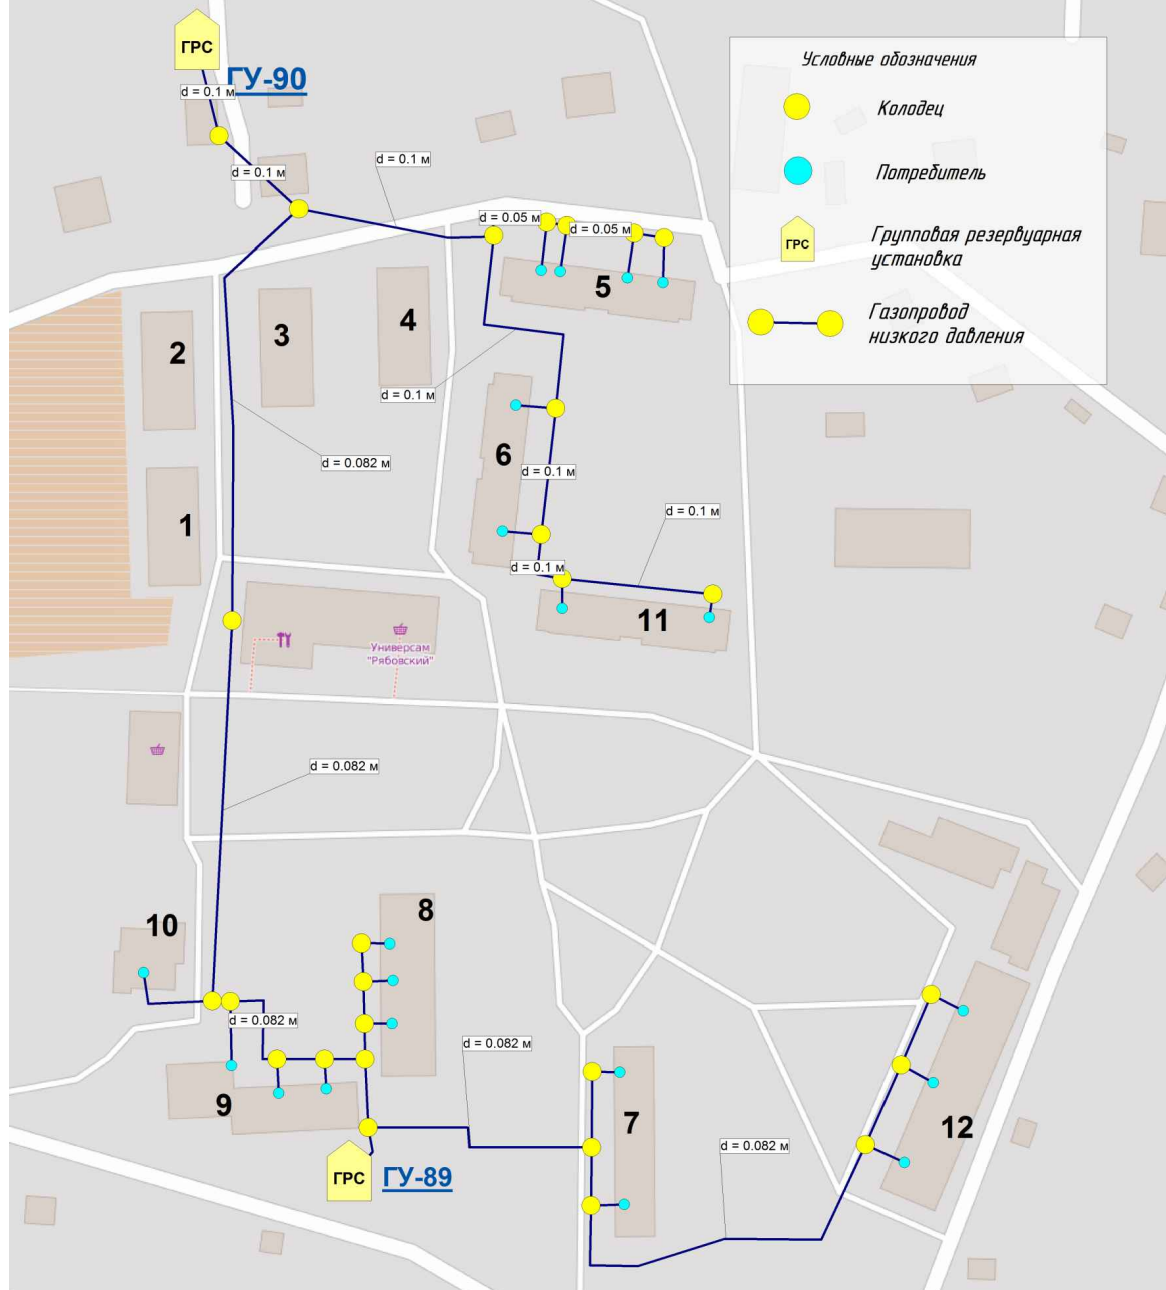 ГРС
ГУ-90
d = 0.1 м
d = 0.1 м
d = 0.1 м
d = 0.05 м
d = 0.05 м
Условные обозначения
Колодец
Потребитель
ГРС
Групповая резервуарная
установка
Газопровод
низкого давления
5
4
3
2
d = 0.1 м
6
d = 0.082 м
d = 0.1 м
d = 0.1 м
1
d = 0.1 м
11
Универсам
"Рябовский"
d = 0.082 м
8
10
d = 0.082 м
d = 0.082 м
9
7
12
d = 0.082 м
ГРС
ГУ-89